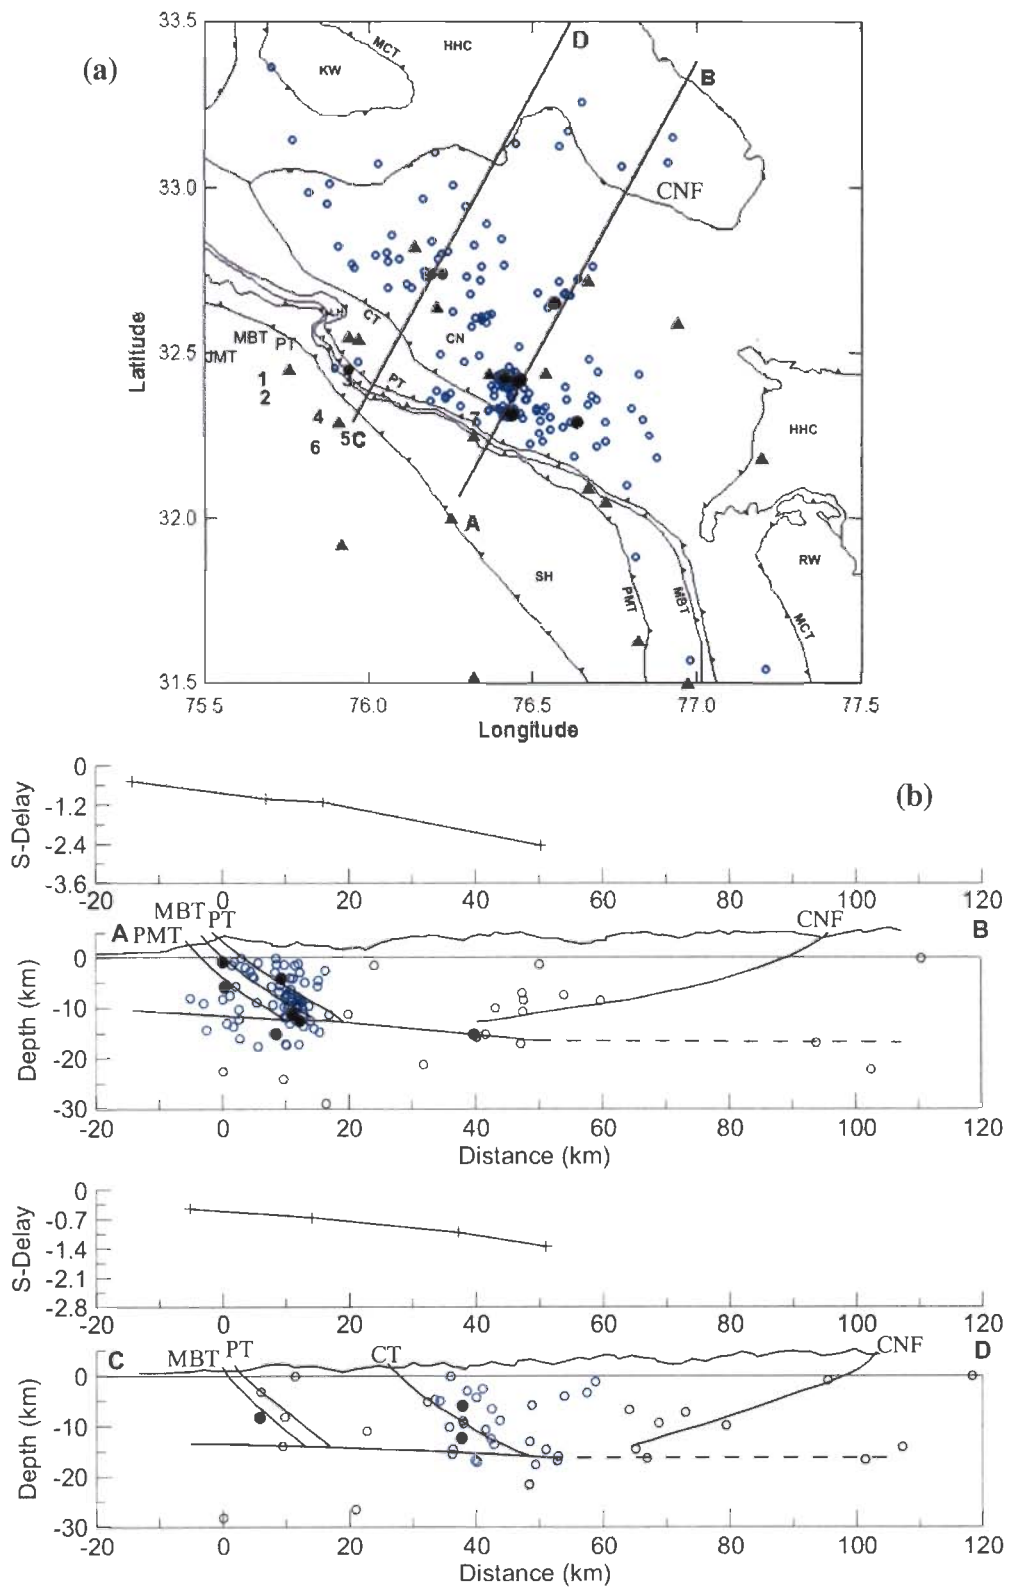 (a)
33.5
33.0
32.5
32.0
31.5
Latitude
75.5
76.0
76.5
77.0
77.5
Longitude
MCT
HHC
KW
D
B
CNF
CT
CN
MBT
PT
JMT
PT
1
2
3
4
5C
6
7
A
HHC
SH
RW
PMT
MBT
MCT
(b)
S-Delay
0
-1.2
-2.4
-3.6
-20 0 20 40 60 80 100 120
MBT PT
A PMT
CNF
B
Depth (km)
0
-10
-20
-30
-20 0 20 40 60 80 100 120
Distance (km)
S-Delay
0
-0.7
-1.4
-2.1
-2.8
-20 0 20 40 60 80 100 120
C MBT PT
CT
CNF
D
Depth (km)
0
-10
-20
-30
-20 0 20 40 60 80 100 120
Distance (km)